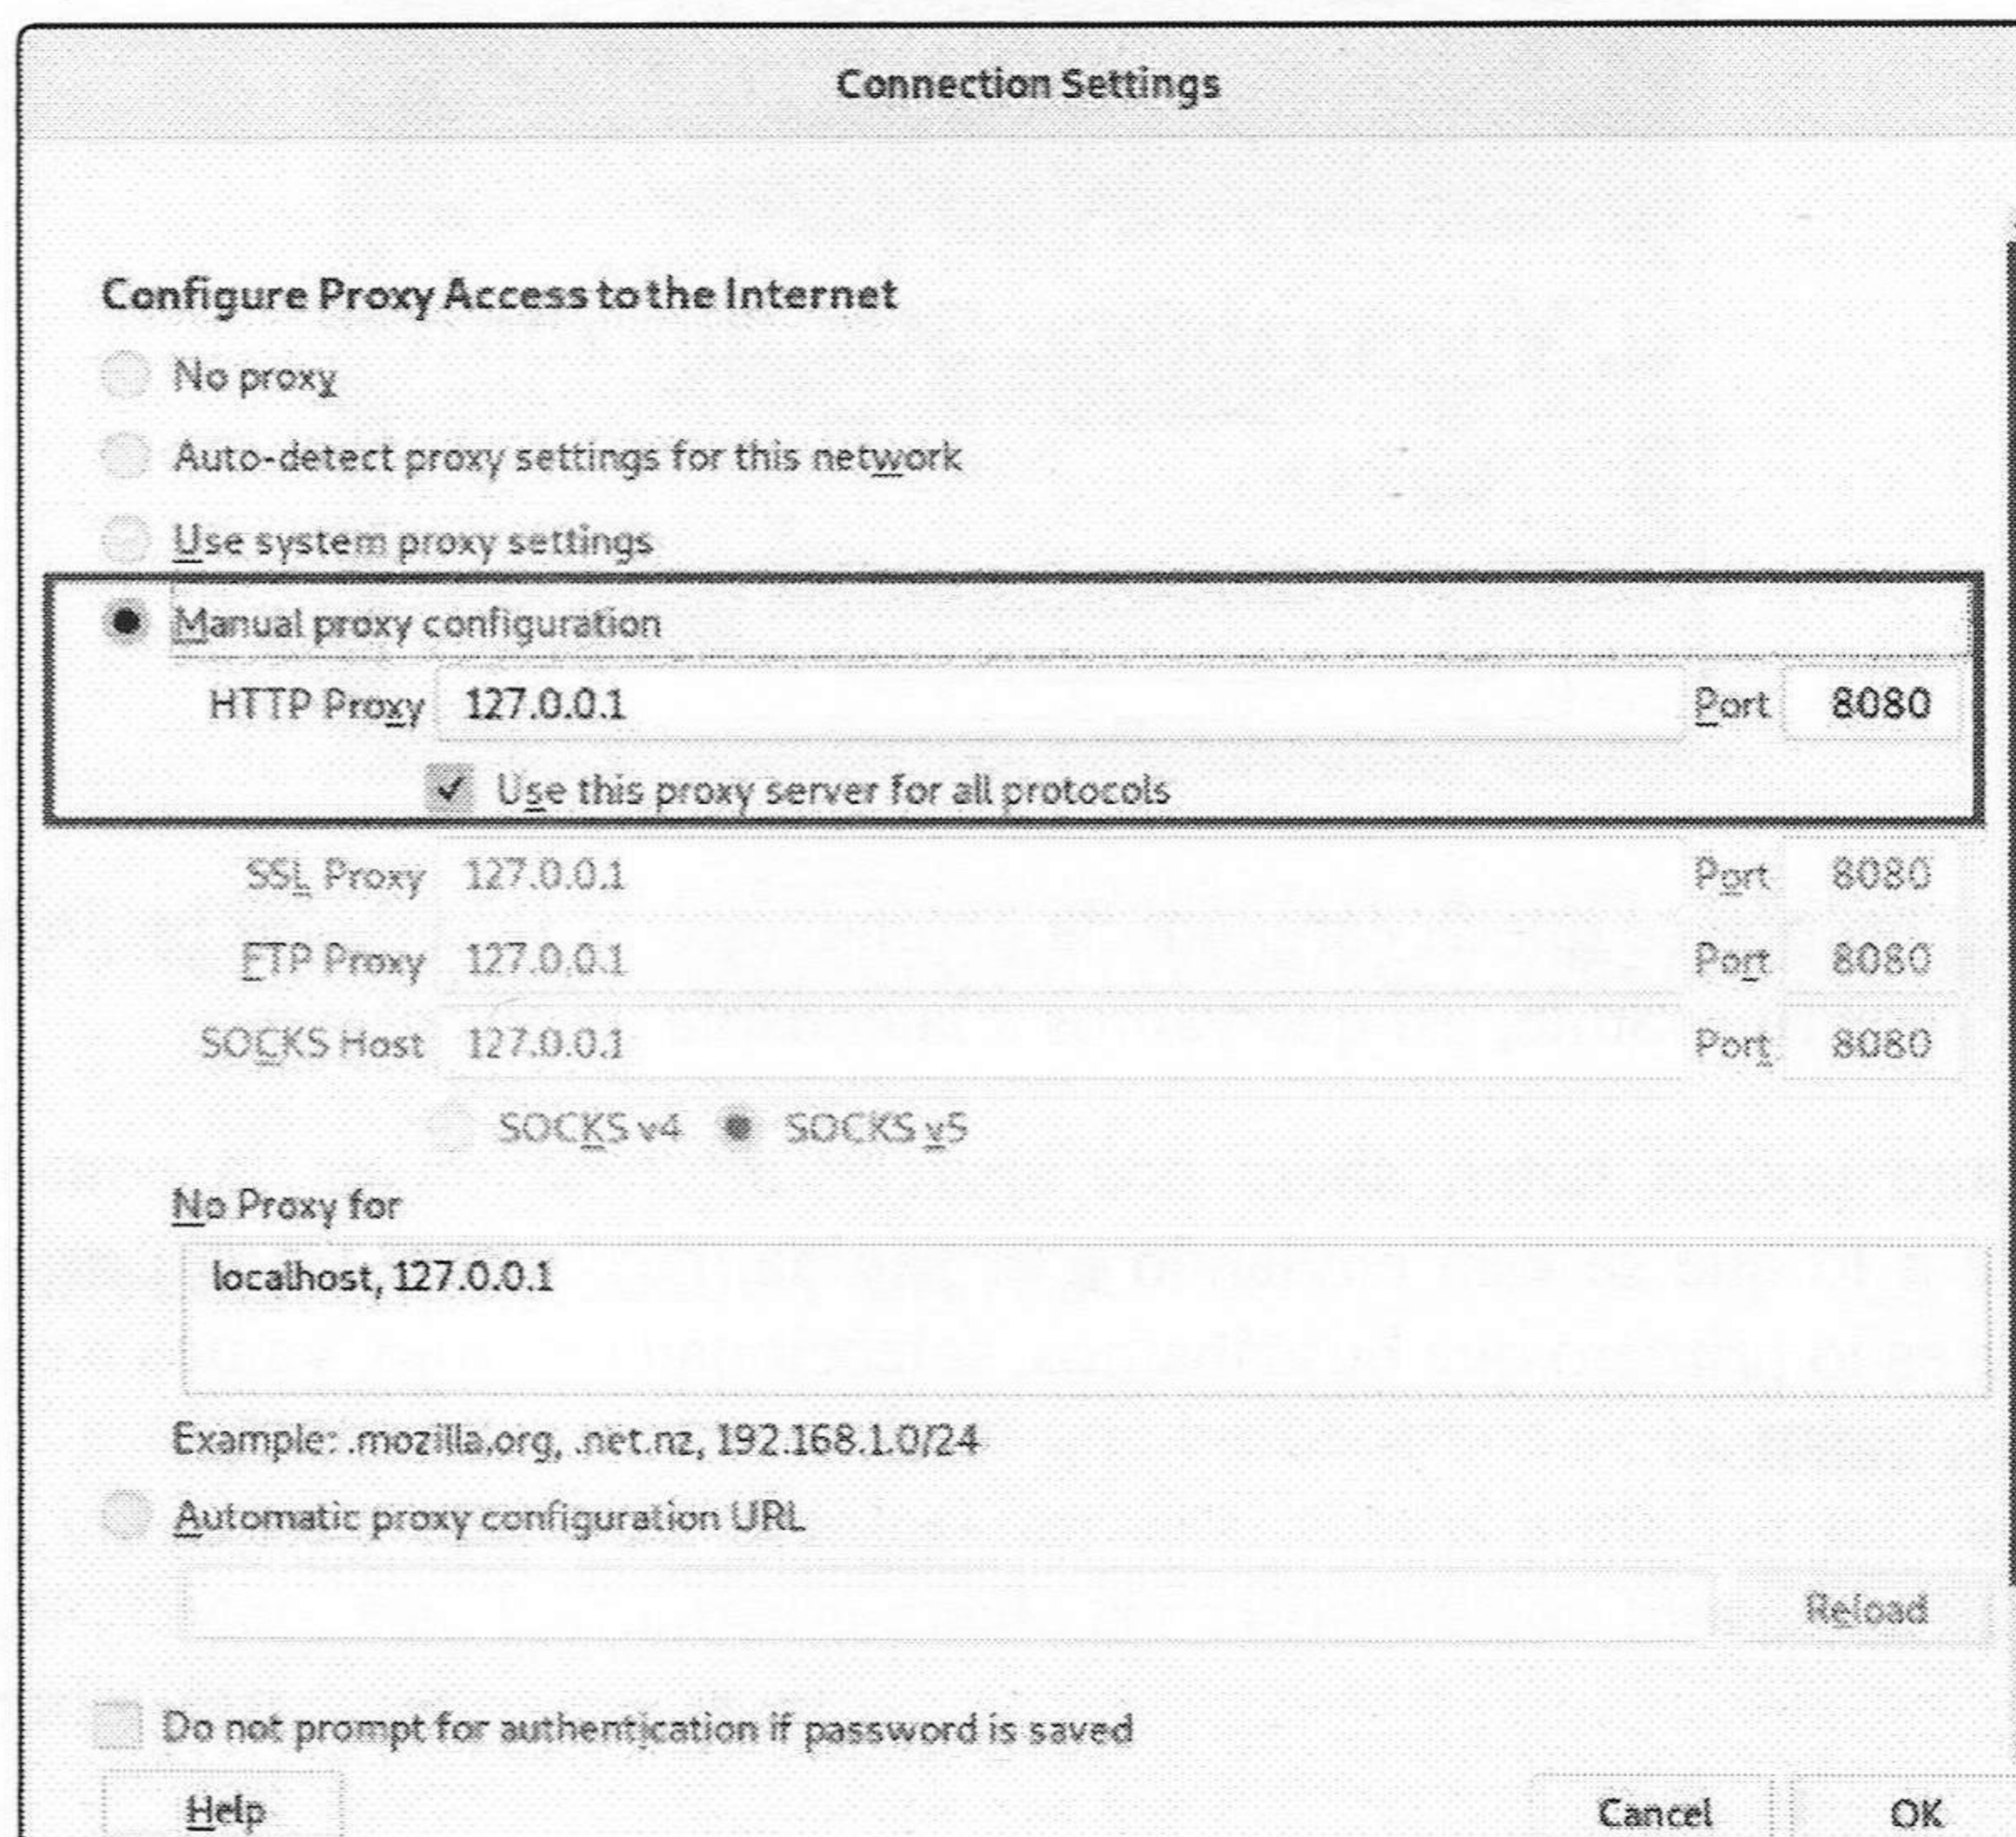 Connection Settings
Configure Proxy Access to the Internet
No proxy
Auto-detect proxy settings for this network
Use system proxy settings
Manual proxy configuration
HTTP Proxy 127.0.0.1 Port 8080
Use this proxy server for all protocols
SSL Proxy 127.0.0.1 Port 8080
FTP Proxy 127.0.0.1 Port 8080
SOCKS Host 127.0.0.1 Port 8080
SOCKS v4 SOCKS v5
No Proxy for
localhost, 127.0.0.1
Example: .mozilla.org, .net.nz, 192.168.1.0/24
Automatic proxy configuration URL
Reload
Do not prompt for authentication if password is saved
Help Cancel OK